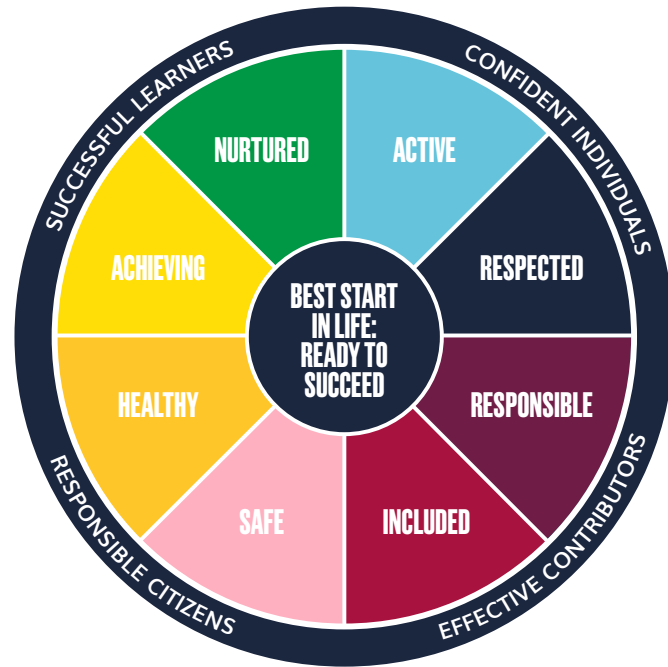 SUCCESSFUL LEARNERS
CONFIDENT INDIVIDUALS
NURTURED
ACTIVE
ACHIEVING
RESPECTED
BEST START
IN LIFE:
READY TO
SUCCEED
HEALTHY
RESPONSIBLE
SAFE
INCLUDED
RESPONSIBLE CITIZENS
EFFECTIVE CONTRIBUTORS